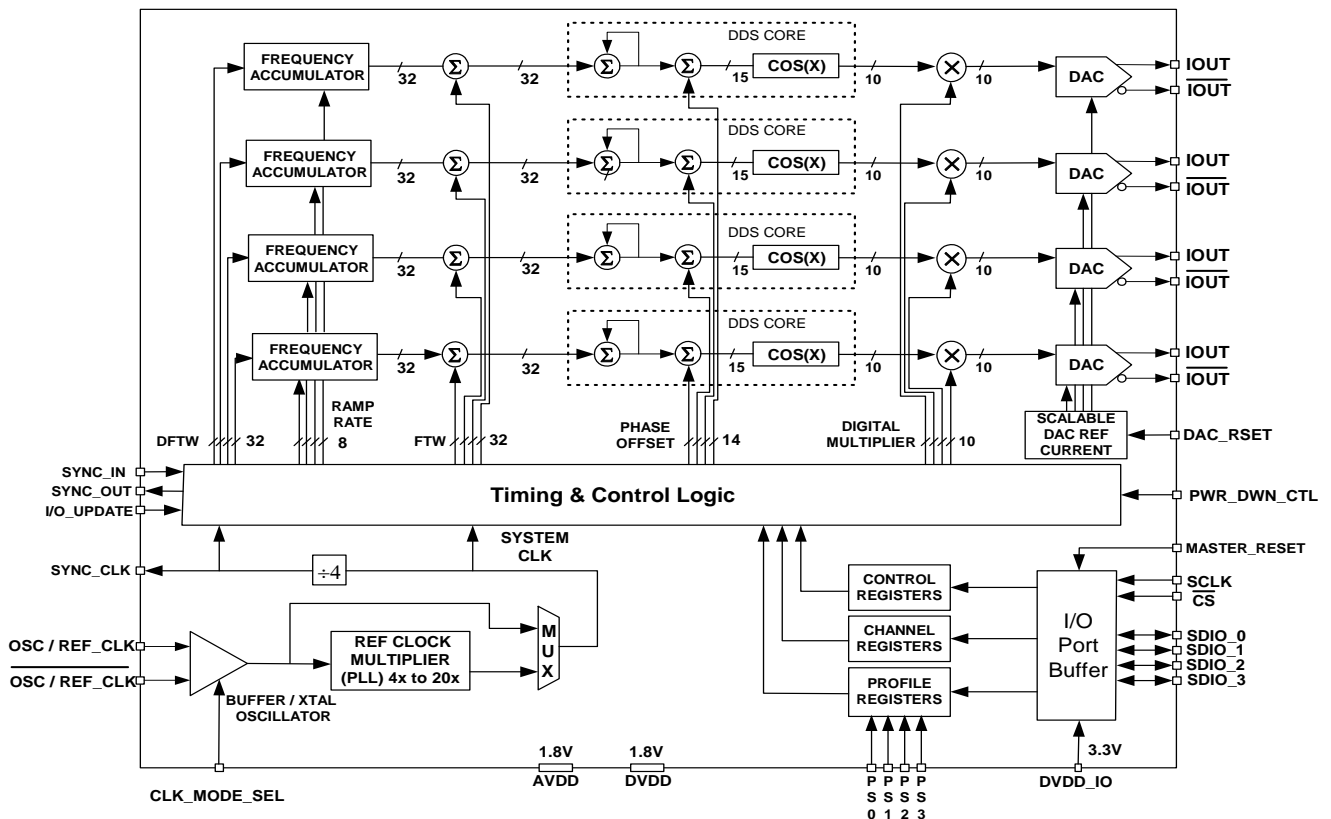 DDS CORE
FREQUENCY
ACCUMULATOR
32
Σ
32
Σ
Σ
15
COS(X)
10
10
DAC
IOUT
IOUT
DDS CORE
FREQUENCY
ACCUMULATOR
32
Σ
32
Σ
Σ
15
COS(X)
10
10
DAC
IOUT
IOUT
DDS CORE
FREQUENCY
ACCUMULATOR
32
Σ
32
Σ
Σ
15
COS(X)
10
10
DAC
IOUT
IOUT
DDS CORE
FREQUENCY
ACCUMULATOR
32
Σ
32
Σ
Σ
15
COS(X)
10
10
DAC
IOUT
IOUT
DFTW
32
RAMP
RATE
8
FTW
32
PHASE
OFFSET
14
DIGITAL
MULTIPLIER
10
SCALABLE
DAC REF
CURRENT
DAC_RSET
SYNC_IN
SYNC_OUT
I/O_UPDATE
Timing & Control Logic
PWR_DWN_CTL
SYSTEM
CLK
SYNC_CLK
÷4
MASTER_RESET
SCLK
CS
SDIO_0
SDIO_1
SDIO_2
SDIO_3
CONTROL
REGISTERS
CHANNEL
REGISTERS
PROFILE
REGISTERS
I/O
Port
Buffer
OSC / REF_CLK
OSC / REF_CLK
REF CLOCK
MULTIPLIER
(PLL) 4x to 20x
MUX
BUFFER / XTAL
OSCILLATOR
CLK_MODE_SEL
1.8V
AVDD
1.8V
DVDD
PS0
PS1
PS2
PS3
3.3V
DVDD_IO